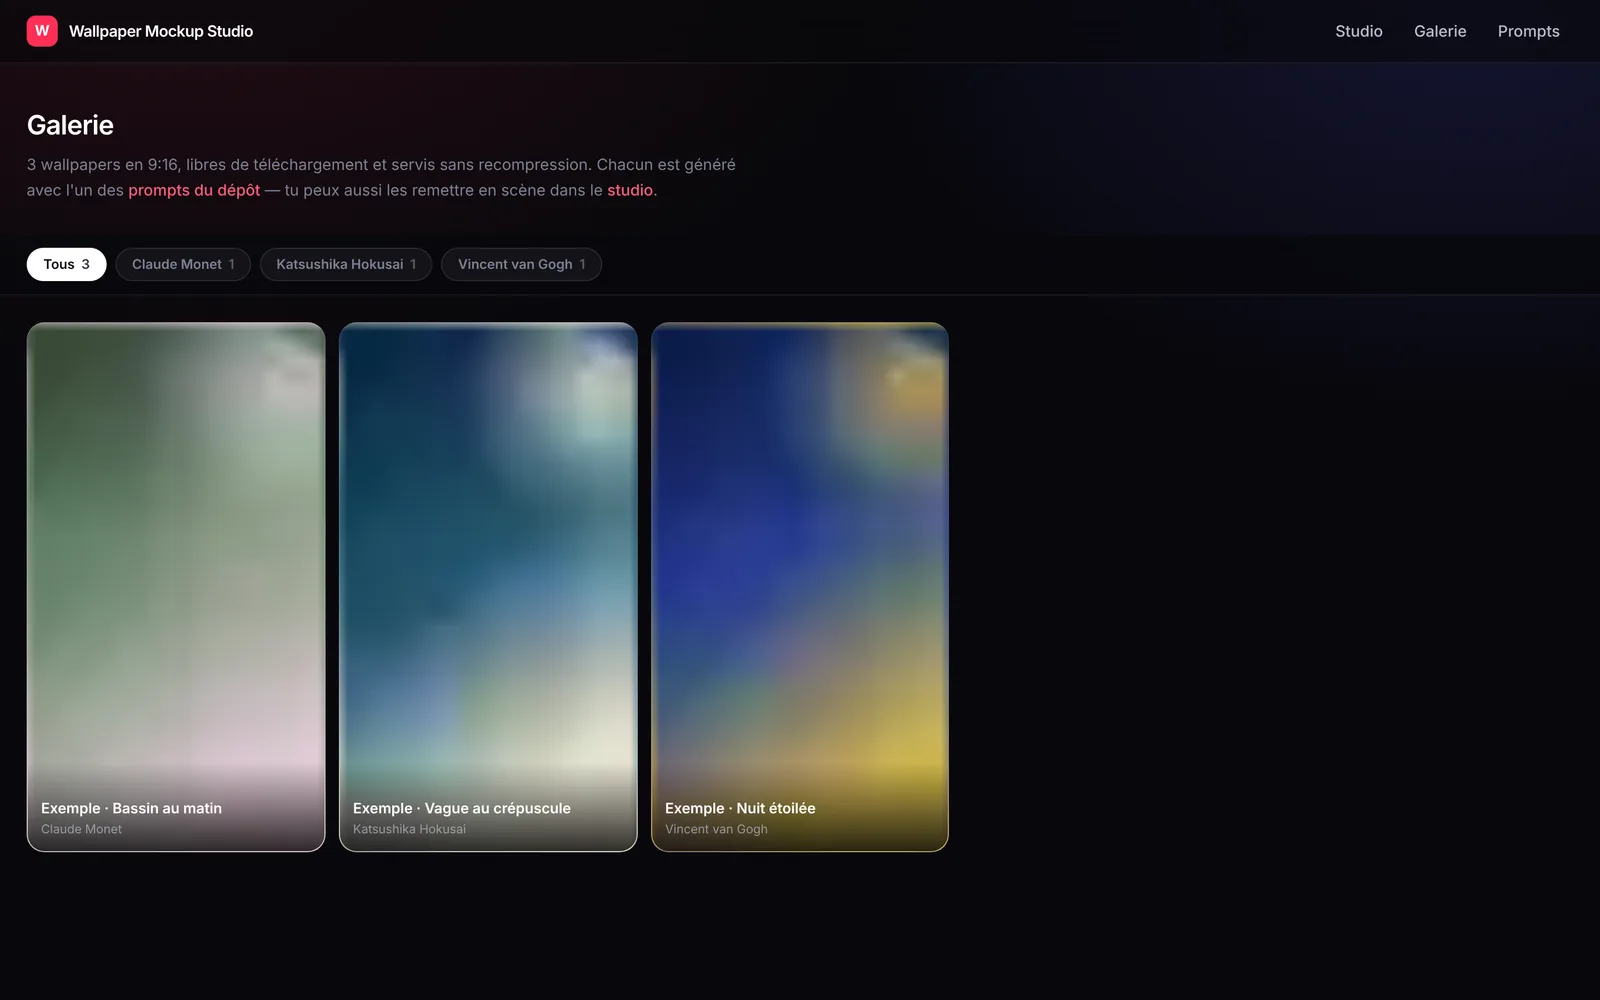 W Wallpaper Mockup Studio
Studio Galerie Prompts
Galerie
3 wallpapers en 9:16, libres de téléchargement et servis sans recompression. Chacun est généré
avec l'un des prompts du dépôt — tu peux aussi les remettre en scène dans le studio.
Tous 3 Claude Monet 1 Katsushika Hokusai 1 Vincent van Gogh 1
Exemple · Bassin au matin
Claude Monet
Exemple · Vague au crépuscule
Katsushika Hokusai
Exemple · Nuit étoilée
Vincent van Gogh